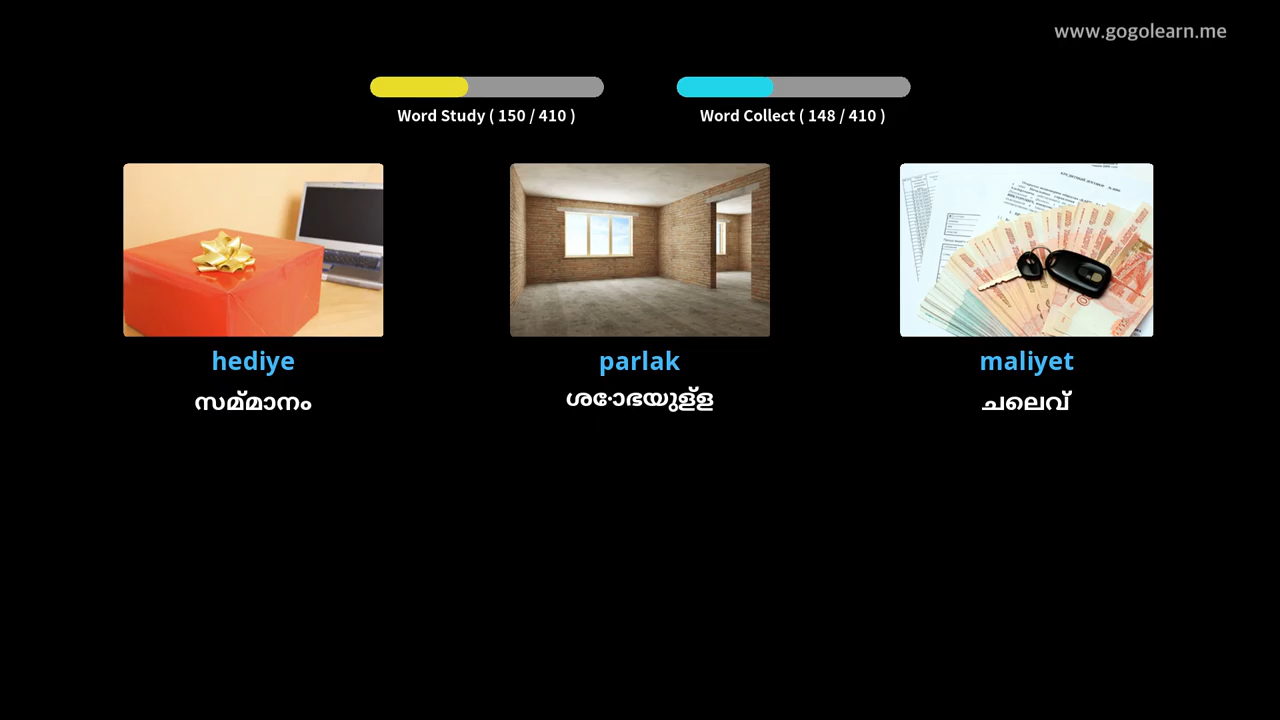 www.gogolearn.me
Word Study ( 150 / 410 )
Word Collect ( 148 / 410 )
hediye
parlak
maliyet
സമ്മാനം
ശോഭയുള്ള
ചലെവ്